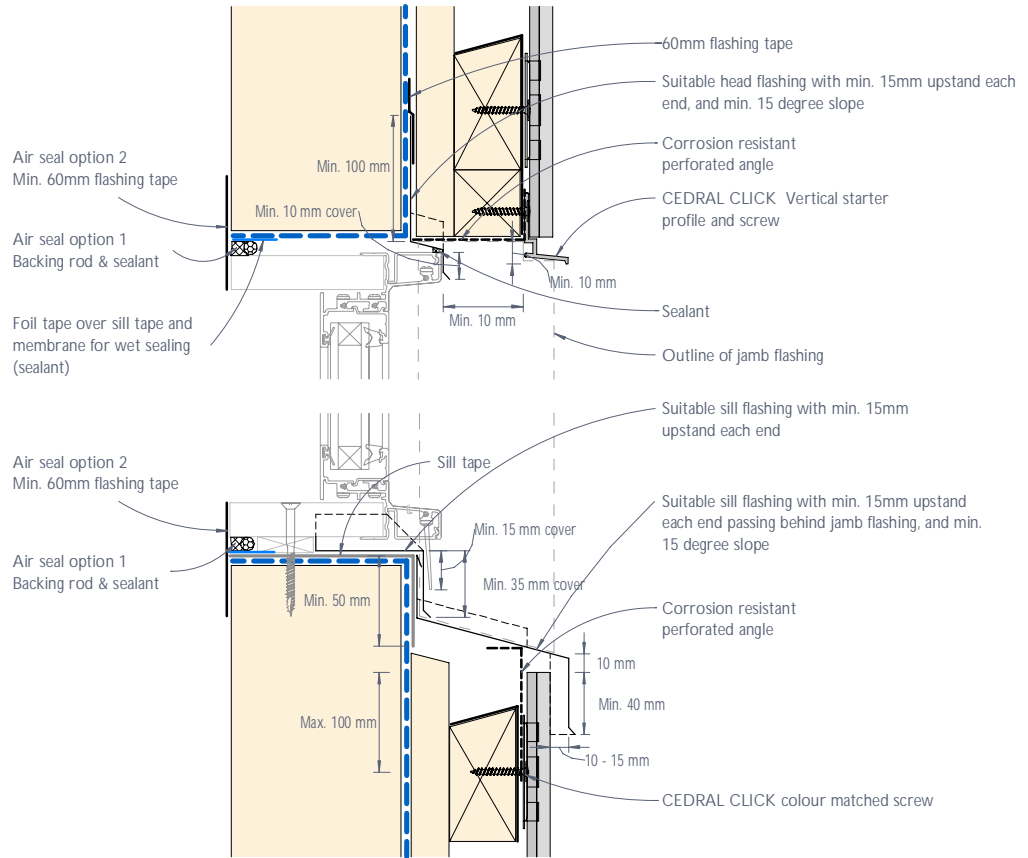 60mm flashing tape
Suitable head flashing with min. 15mm upstand each
end, and min. 15 degree slope
Corrosion resistant
perforated angle
CEDRAL CLICK Vertical starter
profile and screw
Air seal option 2
Min. 60mm flashing tape
Min. 100 mm
Min. 10 mm cover
Air seal option 1
Backing rod & sealant
Min. 10 mm
Min. 10 mm
Sealant
Foil tape over sill tape and
membrane for wet sealing
(sealant)
Outline of jamb flashing
Suitable sill flashing with min. 15mm
upstand each end
Air seal option 2
Min. 60mm flashing tape
Sill tape
Suitable sill flashing with min. 15mm upstand
each end passing behind jamb flashing, and min.
15 degree slope
Min. 15 mm cover
Air seal option 1
Backing rod & sealant
Min. 35 mm cover
Min. 50 mm
Corrosion resistant
perforated angle
10 mm
Min. 40 mm
Max. 100 mm
10 - 15 mm
CEDRAL CLICK colour matched screw